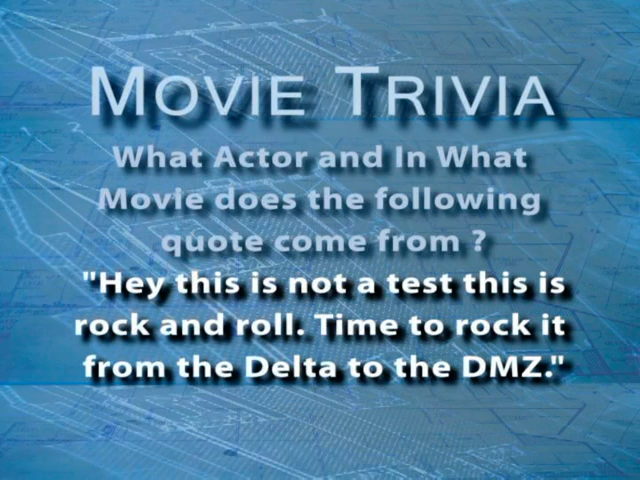 MOVIE TRIVIA
What Actor and In What
Movie does the following
quote come from ?
"Hey this is not a test this is
rock and roll. Time to rock it
from the Delta to the DMZ."